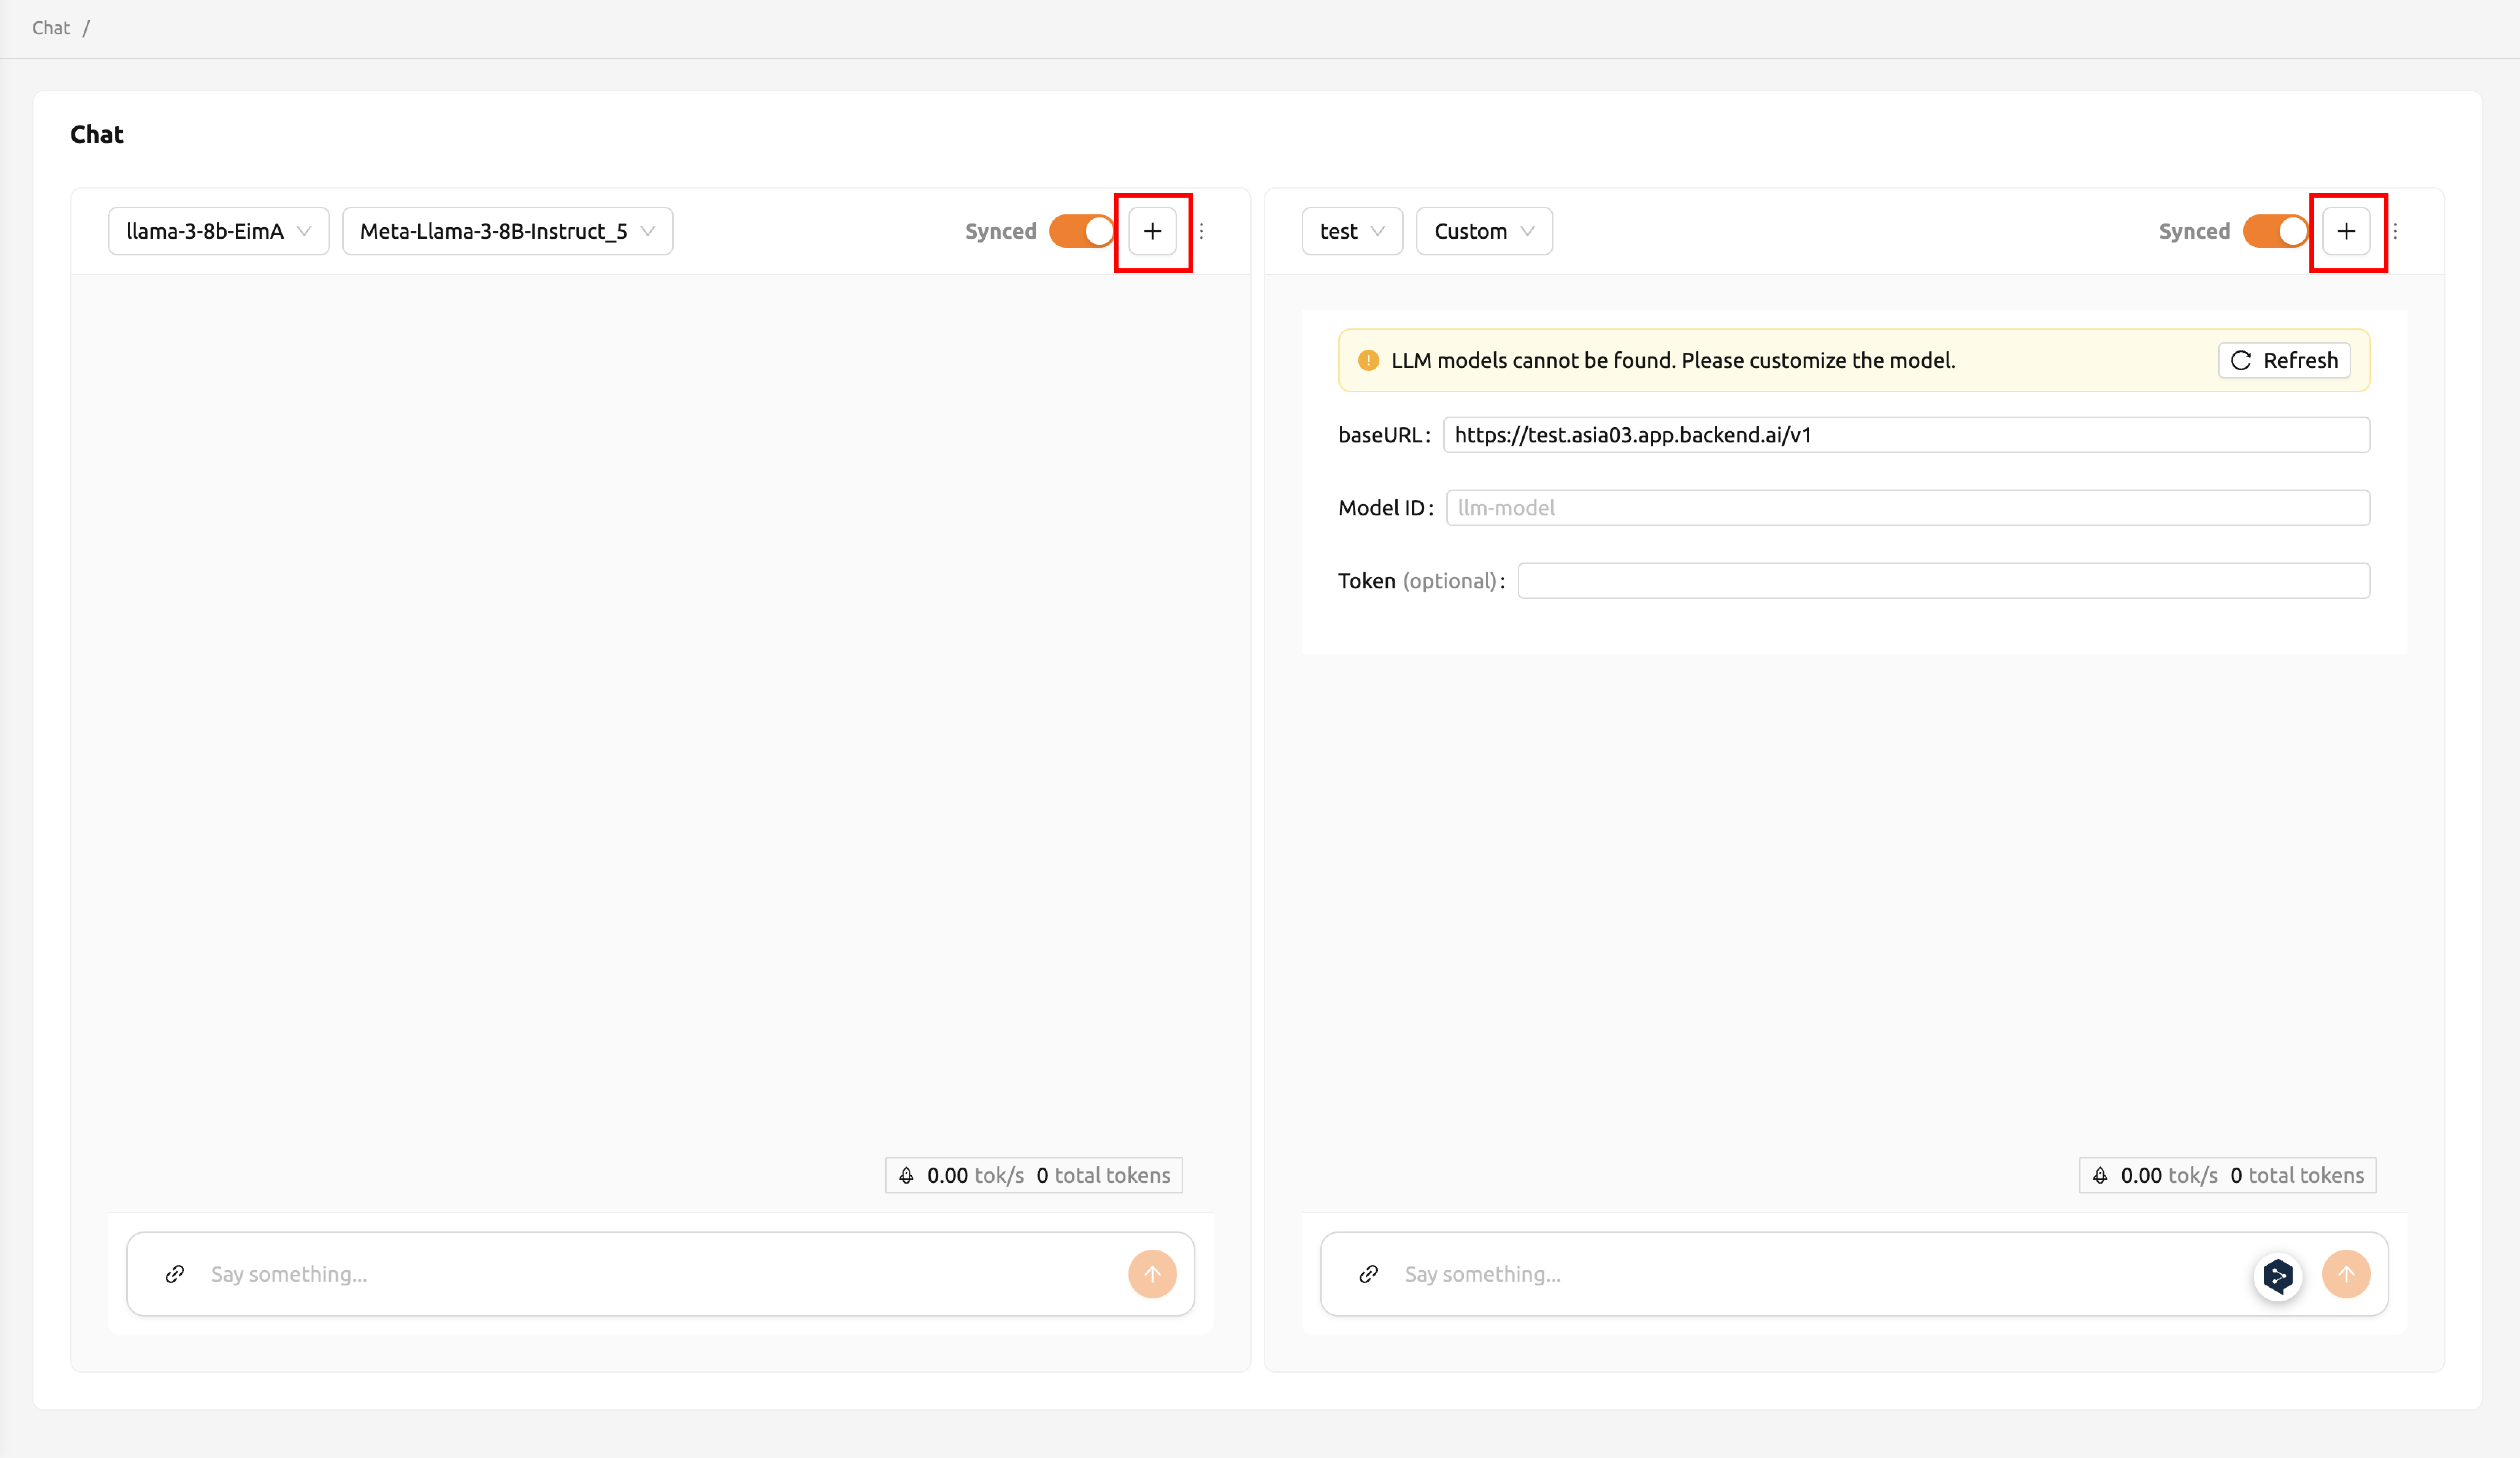 Chat /
Chat
llama-3-8b-EimA
Meta-Llama-3-8B-Instruct_5
Synced
test
Custom
Synced
LLM models cannot be found. Please customize the model.
Refresh
baseURL: https://test.asia03.app.backend.ai/v1
Model ID: llm-model
Token (optional):
0.00 tok/s 0 total tokens
0.00 tok/s 0 total tokens
Say something...
Say something...